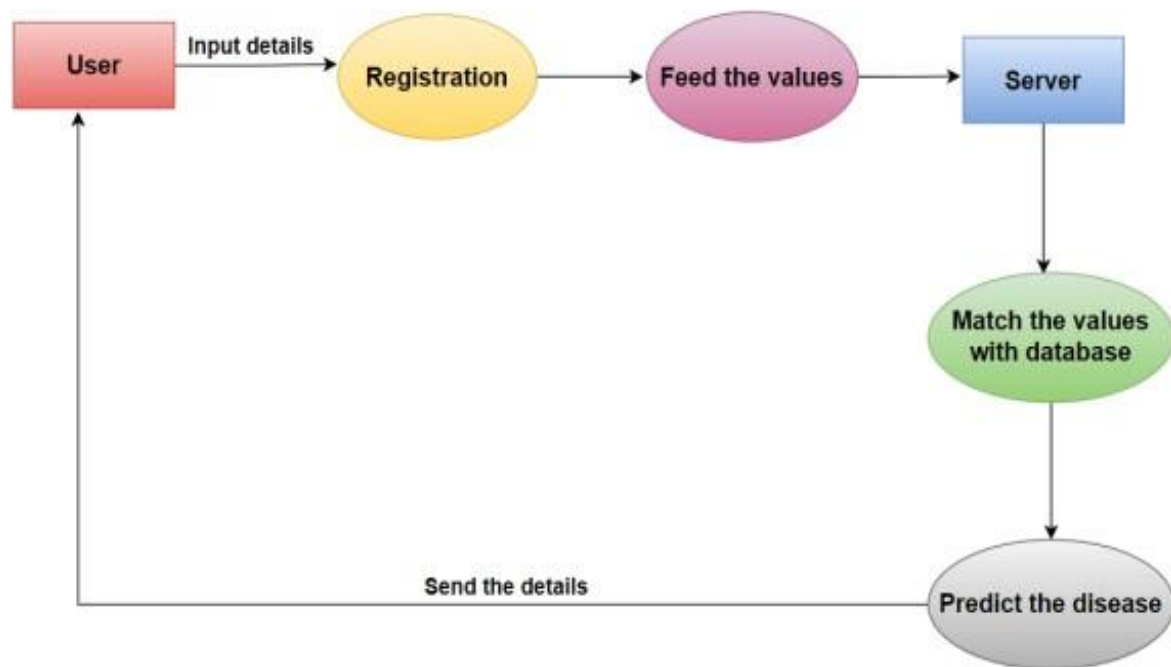 User
Input details
Registration
Feed the values
Server
Match the values
with database
Send the details
Predict the disease